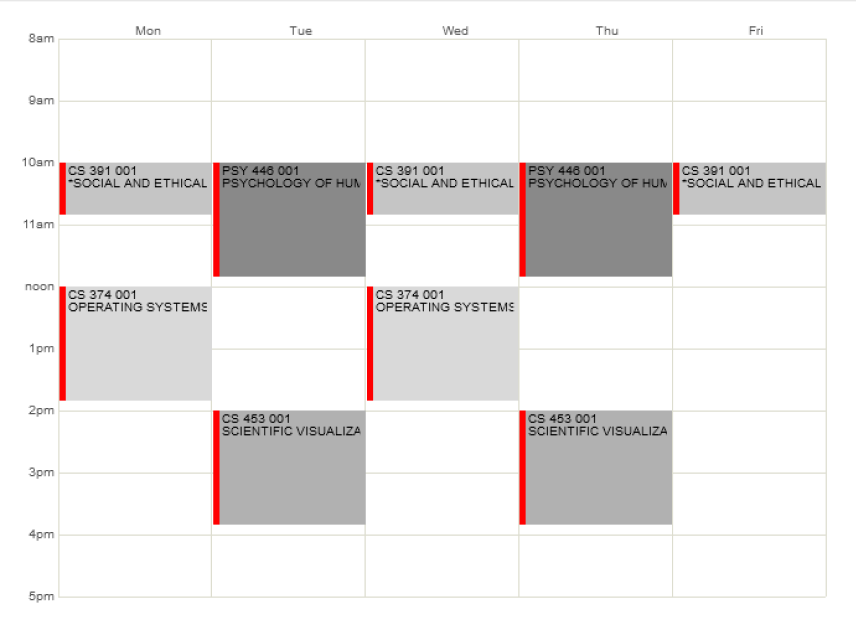 Mon Tue Wed Thu Fri
8am
9am
10am
CS 391 001
*SOCIAL AND ETHICAL
PSY 446 001
PSYCHOLOGY OF HUM
CS 391 001
*SOCIAL AND ETHICAL
PSY 446 001
PSYCHOLOGY OF HUM
CS 391 001
*SOCIAL AND ETHICAL
11am
noon
CS 374 001
OPERATING SYSTEMS
CS 374 001
OPERATING SYSTEMS
1pm
2pm
CS 453 001
SCIENTIFIC VISUALIZA
CS 453 001
SCIENTIFIC VISUALIZA
3pm
4pm
5pm